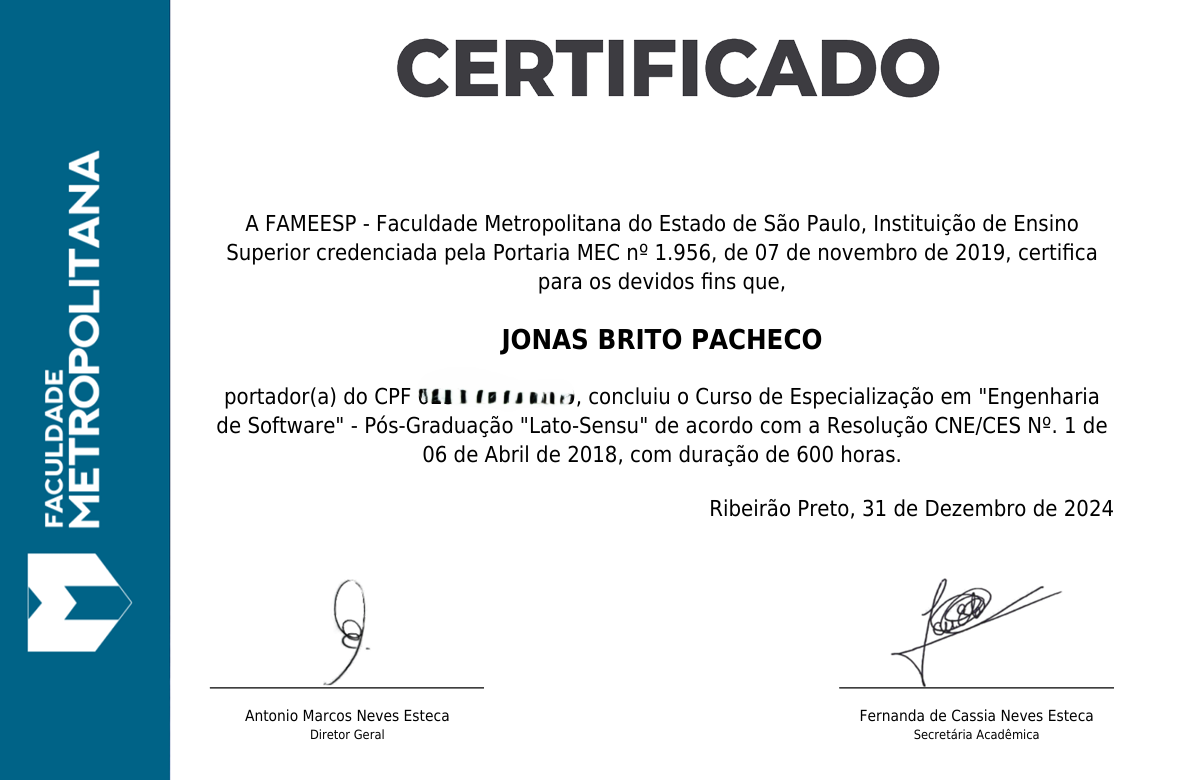 CERTIFICADO
FACULDADE
METROPOLITANA
A FAMEESP - Faculdade Metropolitana do Estado de São Paulo, Instituição de Ensino
Superior credenciada pela Portaria MEC nº 1.956, de 07 de novembro de 2019, certifica
para os devidos fins que,
JONAS BRITO PACHECO
portador(a) do CPF , concluiu o Curso de Especialização em "Engenharia
de Software" - Pós-Graduação "Lato-Sensu" de acordo com a Resolução CNE/CES Nº. 1 de
06 de Abril de 2018, com duração de 600 horas.
Ribeirão Preto, 31 de Dezembro de 2024
Antonio Marcos Neves Esteca
Diretor Geral
Fernanda de Cassia Neves Esteca
Secretária Acadêmica